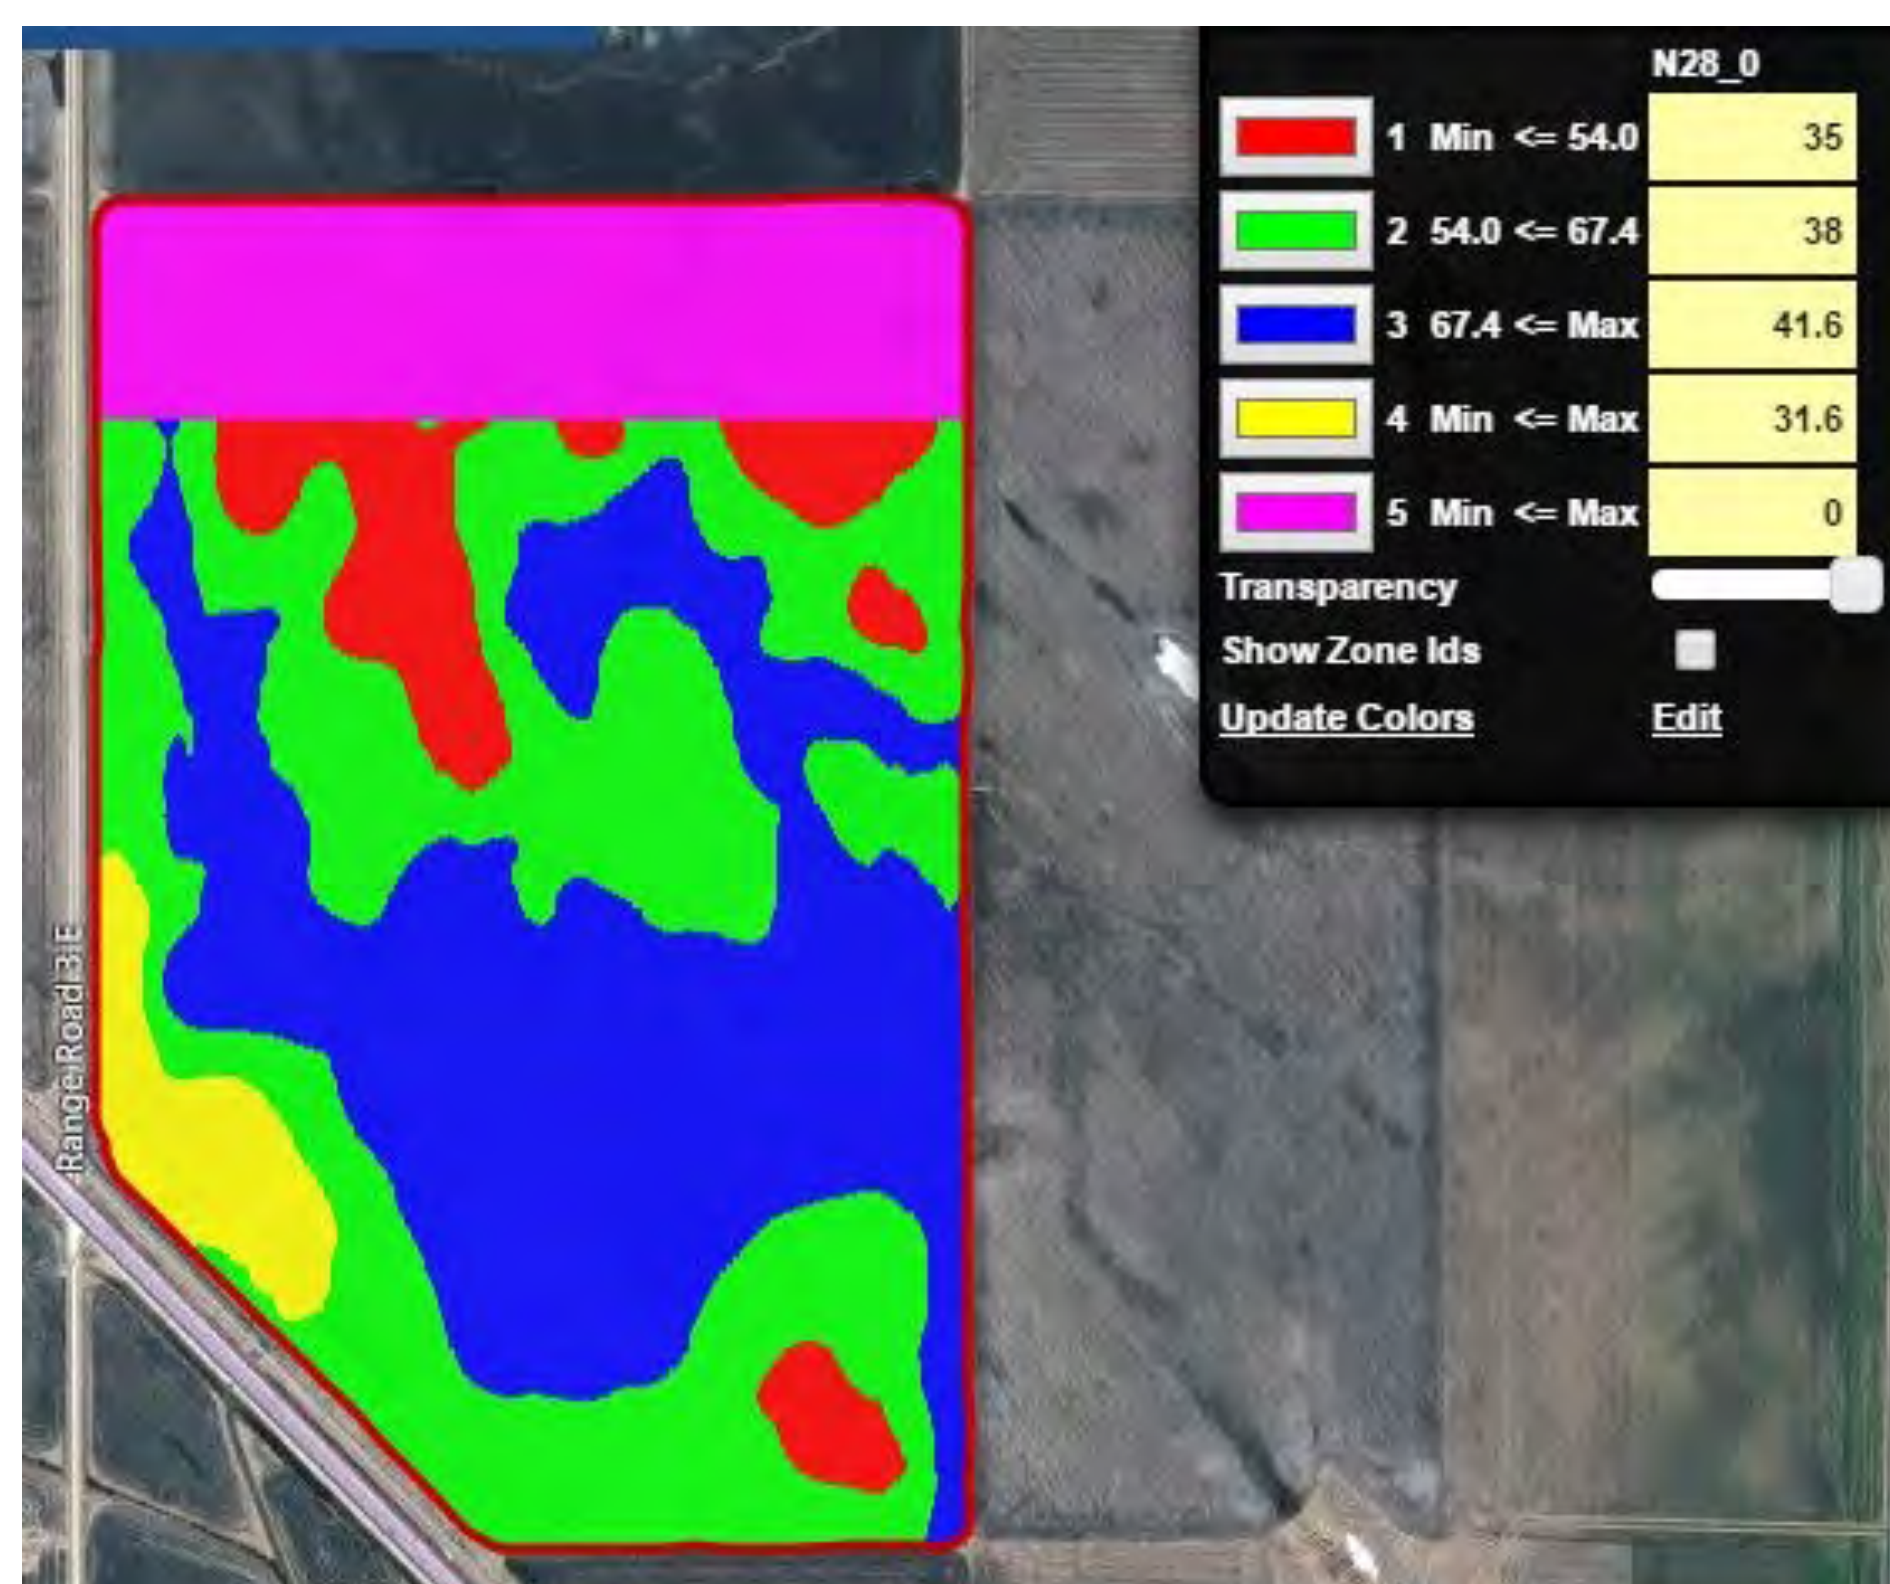 N28_0
1 Min <= 54.0 35
2 54.0 <= 67.4 38
3 67.4 <= Max 41.6
4 Min <= Max 31.6
5 Min <= Max 0
Transparency
Show Zone Ids
Update Colors Edit
Range Road 3 E